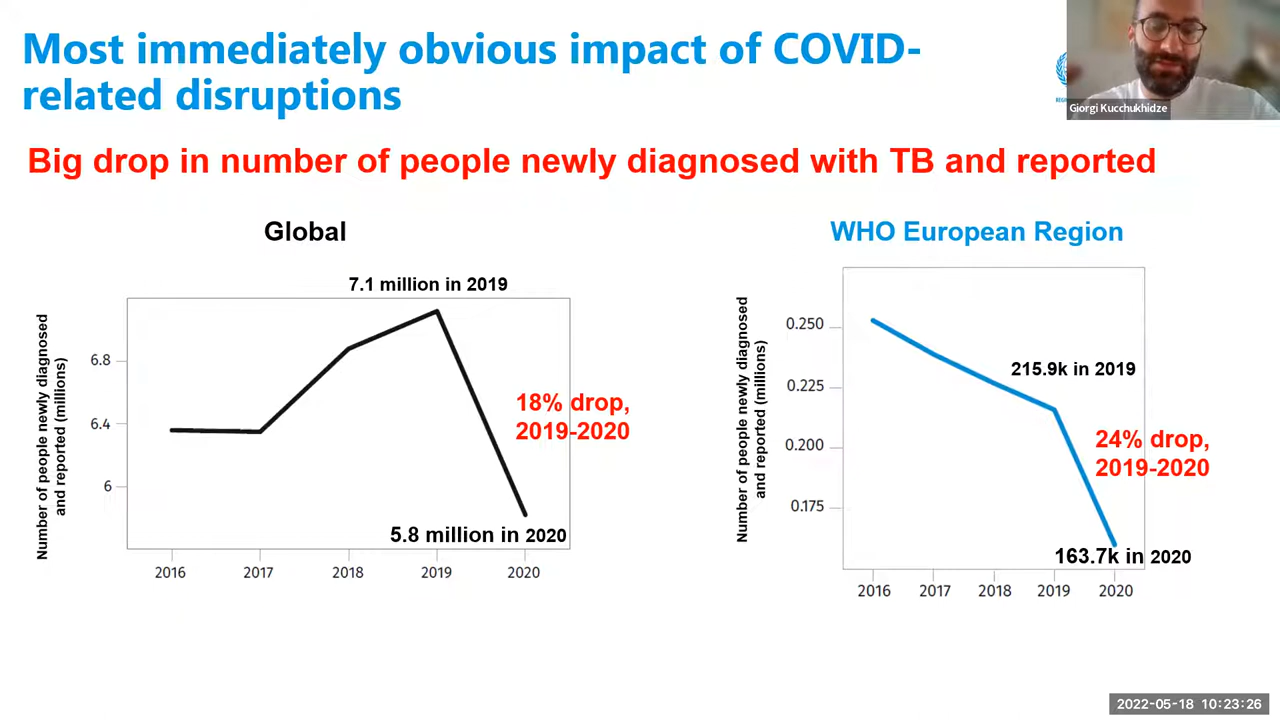 Most immediately obvious impact of COVID-
related disruptions
Giorgi Kucchukhidze
Big drop in number of people newly diagnosed with TB and reported
Global
7.1 million in 2019
Number of people newly diagnosed
and reported (millions)
6.8
6.4
6
18% drop,
2019-2020
5.8 million in 2020
2016 2017 2018 2019 2020
WHO European Region
Number of people newly diagnosed
and reported (millions)
0.250
0.225
0.200
0.175
215.9k in 2019
24% drop,
2019-2020
163.7k in 2020
2016 2017 2018 2019 2020
2022-05-18 10:23:26